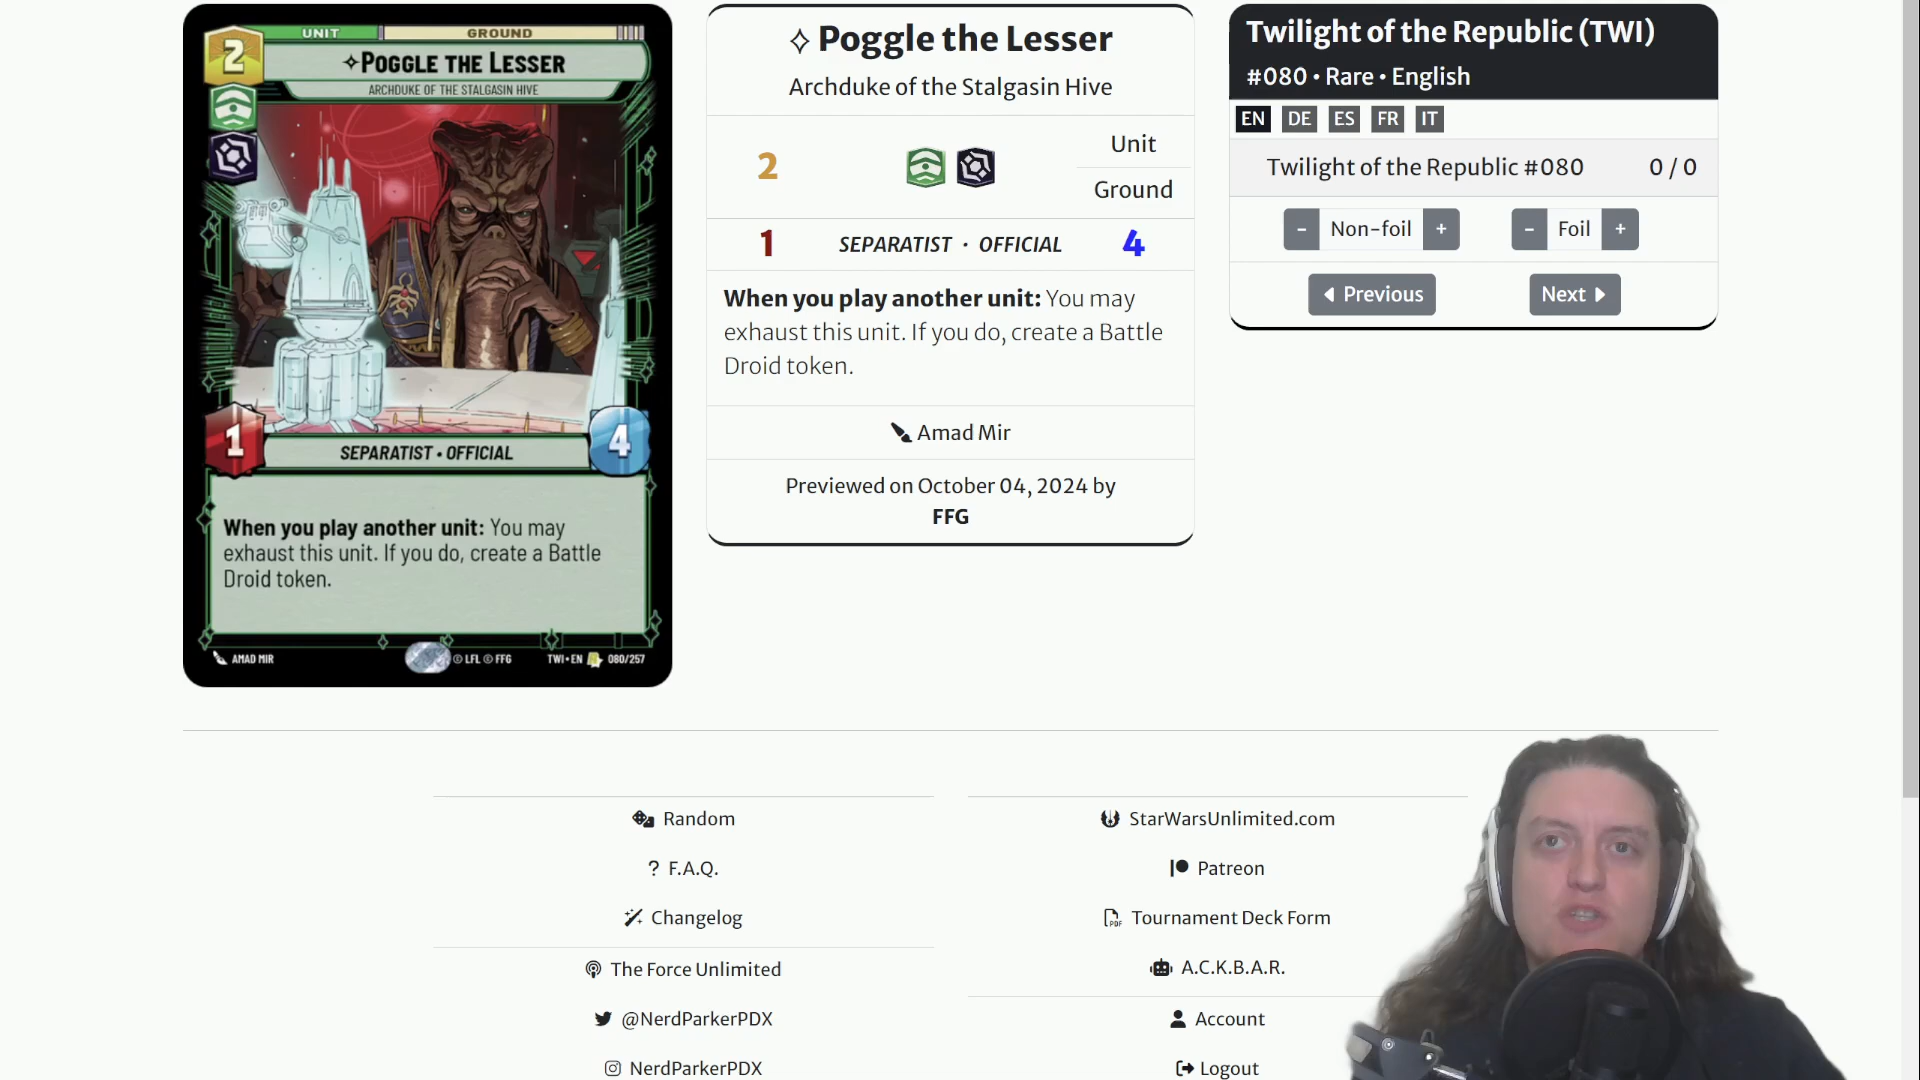 UNIT
GROUND
2
POGGLE THE LESSER
ARCHDUKE OF THE STALGASIN HIVE
1
4
SEPARATIST • OFFICIAL
When you play another unit: You may
exhaust this unit. If you do, create a Battle
Droid token.
AMAD MIR
© LFL © FFG
TWI • EN
R
080/257
Poggle the Lesser
Archduke of the Stalgasin Hive
2
Unit
Ground
1
SEPARATIST · OFFICIAL
4
When you play another unit: You may
exhaust this unit. If you do, create a Battle
Droid token.
Amad Mir
Previewed on October 04, 2024 by
FFG
Twilight of the Republic (TWI)
#080 • Rare • English
EN DE ES FR IT
Twilight of the Republic #080 0 / 0
- Non-foil + - Foil +
Previous Next
Random
? F.A.Q.
Changelog
The Force Unlimited
@NerdParkerPDX
NerdParkerPDX
StarWarsUnlimited.com
Patreon
PDF Tournament Deck Form
A.C.K.B.A.R.
Account
Logout